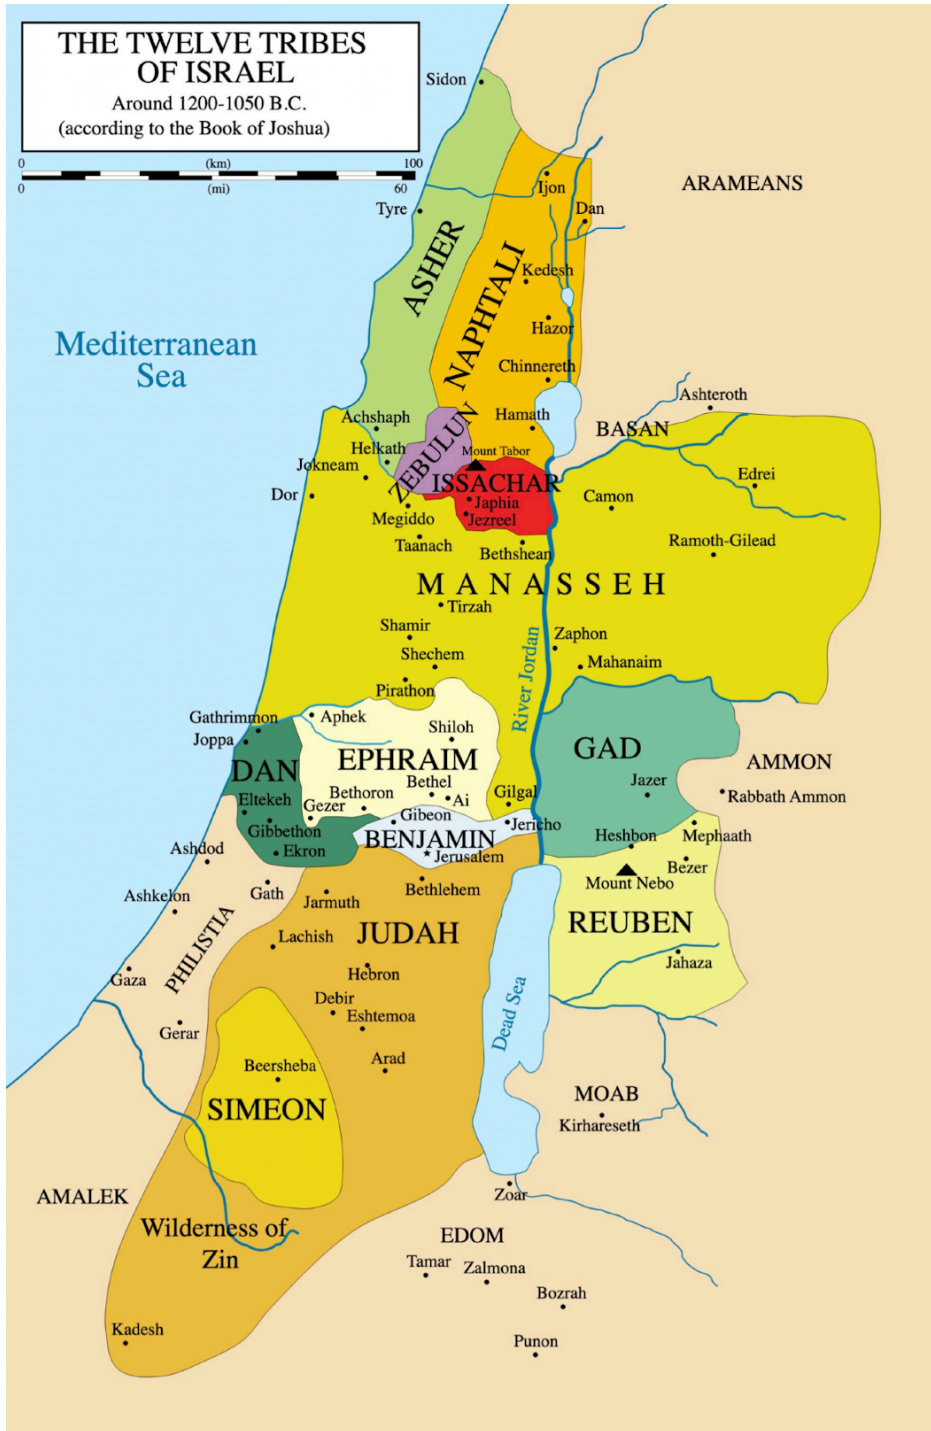 THE TWELVE TRIBES
OF ISRAEL
Around 1200-1050 B.C.
(according to the Book of Joshua)
0 (km) 100
0 (mi) 60
Sidon
Ijon
ARAMEANS
Tyre
Dan
ASHER
NAPHTALI
Kedesh
Hazor
Mediterranean
Sea
Chinnereth
Ashteroth
Achshaph
Hamath
BASAN
ZEBULUN
Helkath
Mount Tabor
Jokneam
ISSACHAR
Edrei
Dor
Japhia
Camon
Megiddo
Jezreel
Taanach
Bethshean
Ramoth-Gilead
MANASSEH
Tirzah
Shamir
Zaphon
Shechem
Mahanaim
River Jordan
Pirathon
Gathrimmon
Aphek
Joppa
Shiloh
EPHRAIM
GAD
DAN
AMMON
Bethel
Jazer
Eltekeh
Bethoron
Ai
Gilgal
Rabbath Ammon
Gezer
Gibeon
Gibbethon
Jericho
BENJAMIN
Heshbon
Mephaath
Ashdod
Ekron
Jerusalem
Bezer
Mount Nebo
Gath
Bethlehem
Ashkelon
Jarmuth
REUBEN
PHILISTIA
Lachish
JUDAH
Jahaza
Gaza
Hebron
Debir
Eshtemoa
Dead Sea
Gerar
Arad
Beersheba
MOAB
SIMEON
Kirhareseth
AMALEK
Zoar
Wilderness of
Zin
EDOM
Tamar
Zalmona
Bozrah
Kadesh
Punon